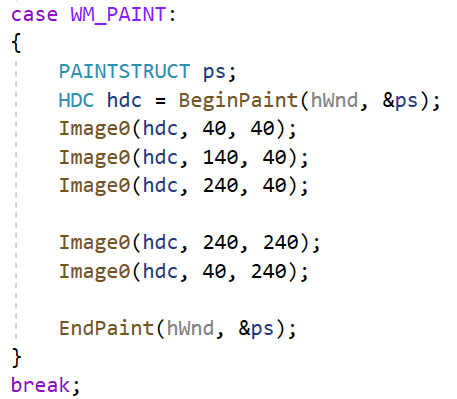 case WM_PAINT:
{
PAINTSTRUCT ps;
HDC hdc = BeginPaint(hWnd, &ps);
Image0(hdc, 40, 40);
Image0(hdc, 140, 40);
Image0(hdc, 240, 40);
Image0(hdc, 240, 240);
Image0(hdc, 40, 240);
EndPaint(hWnd, &ps);
}
break;